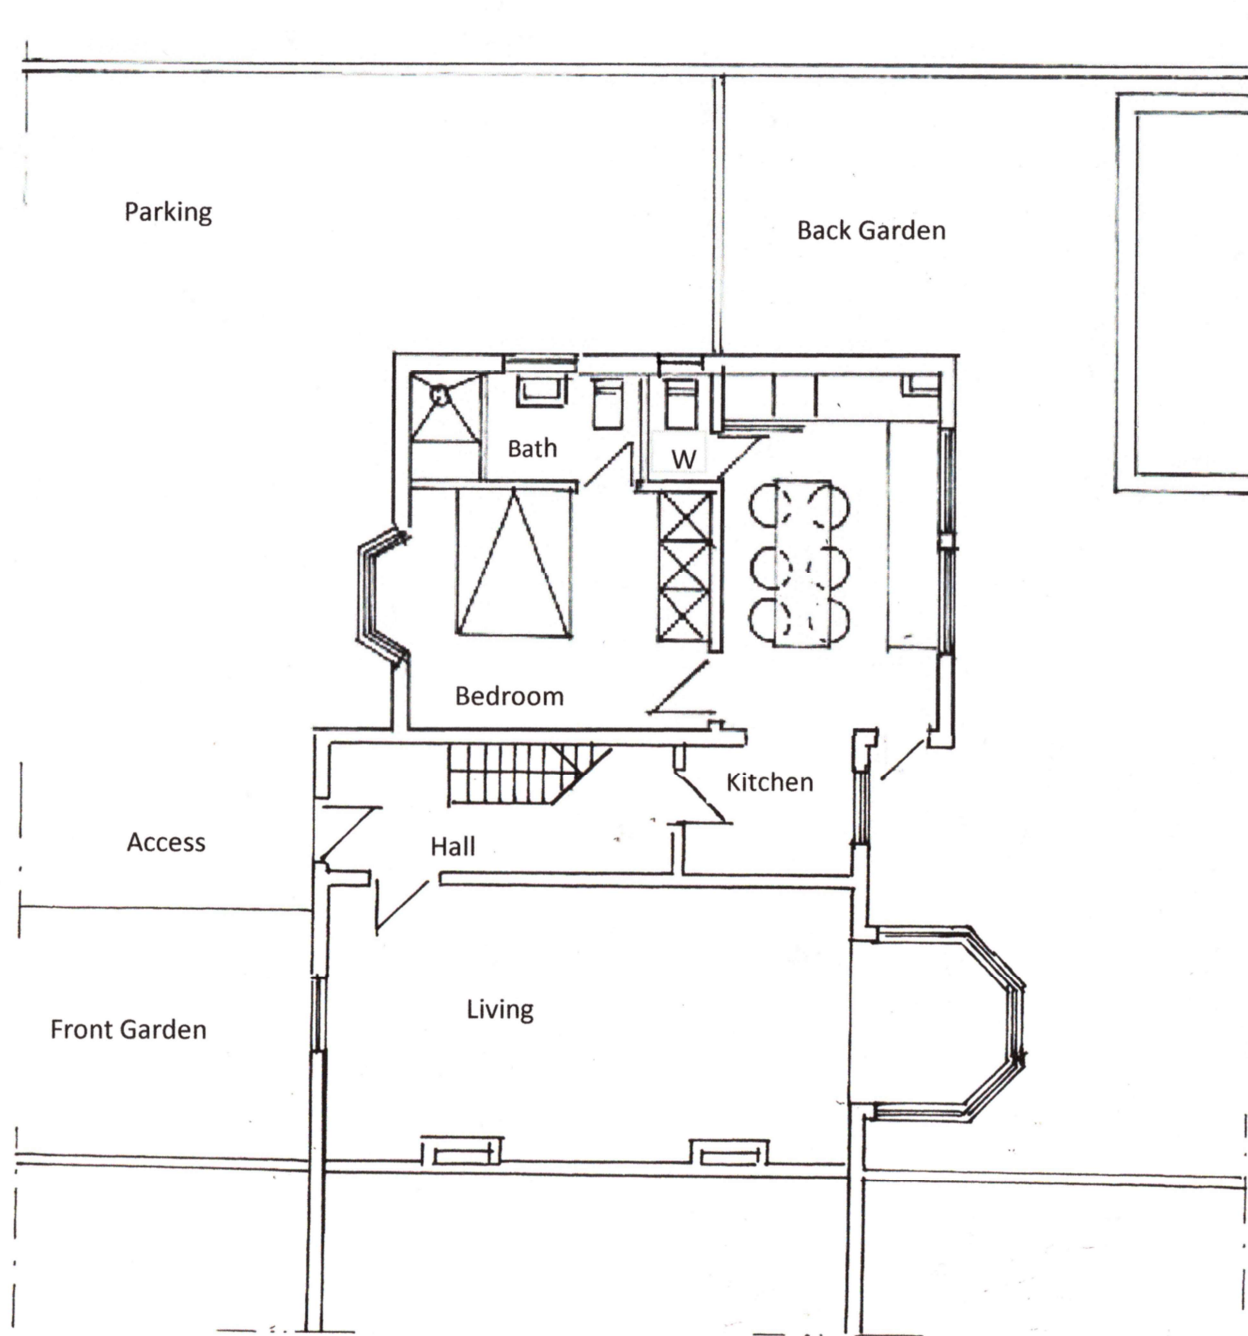 Parking
Back Garden
Bath
W
Bedroom
Kitchen
Access
Hall
Living
Front Garden